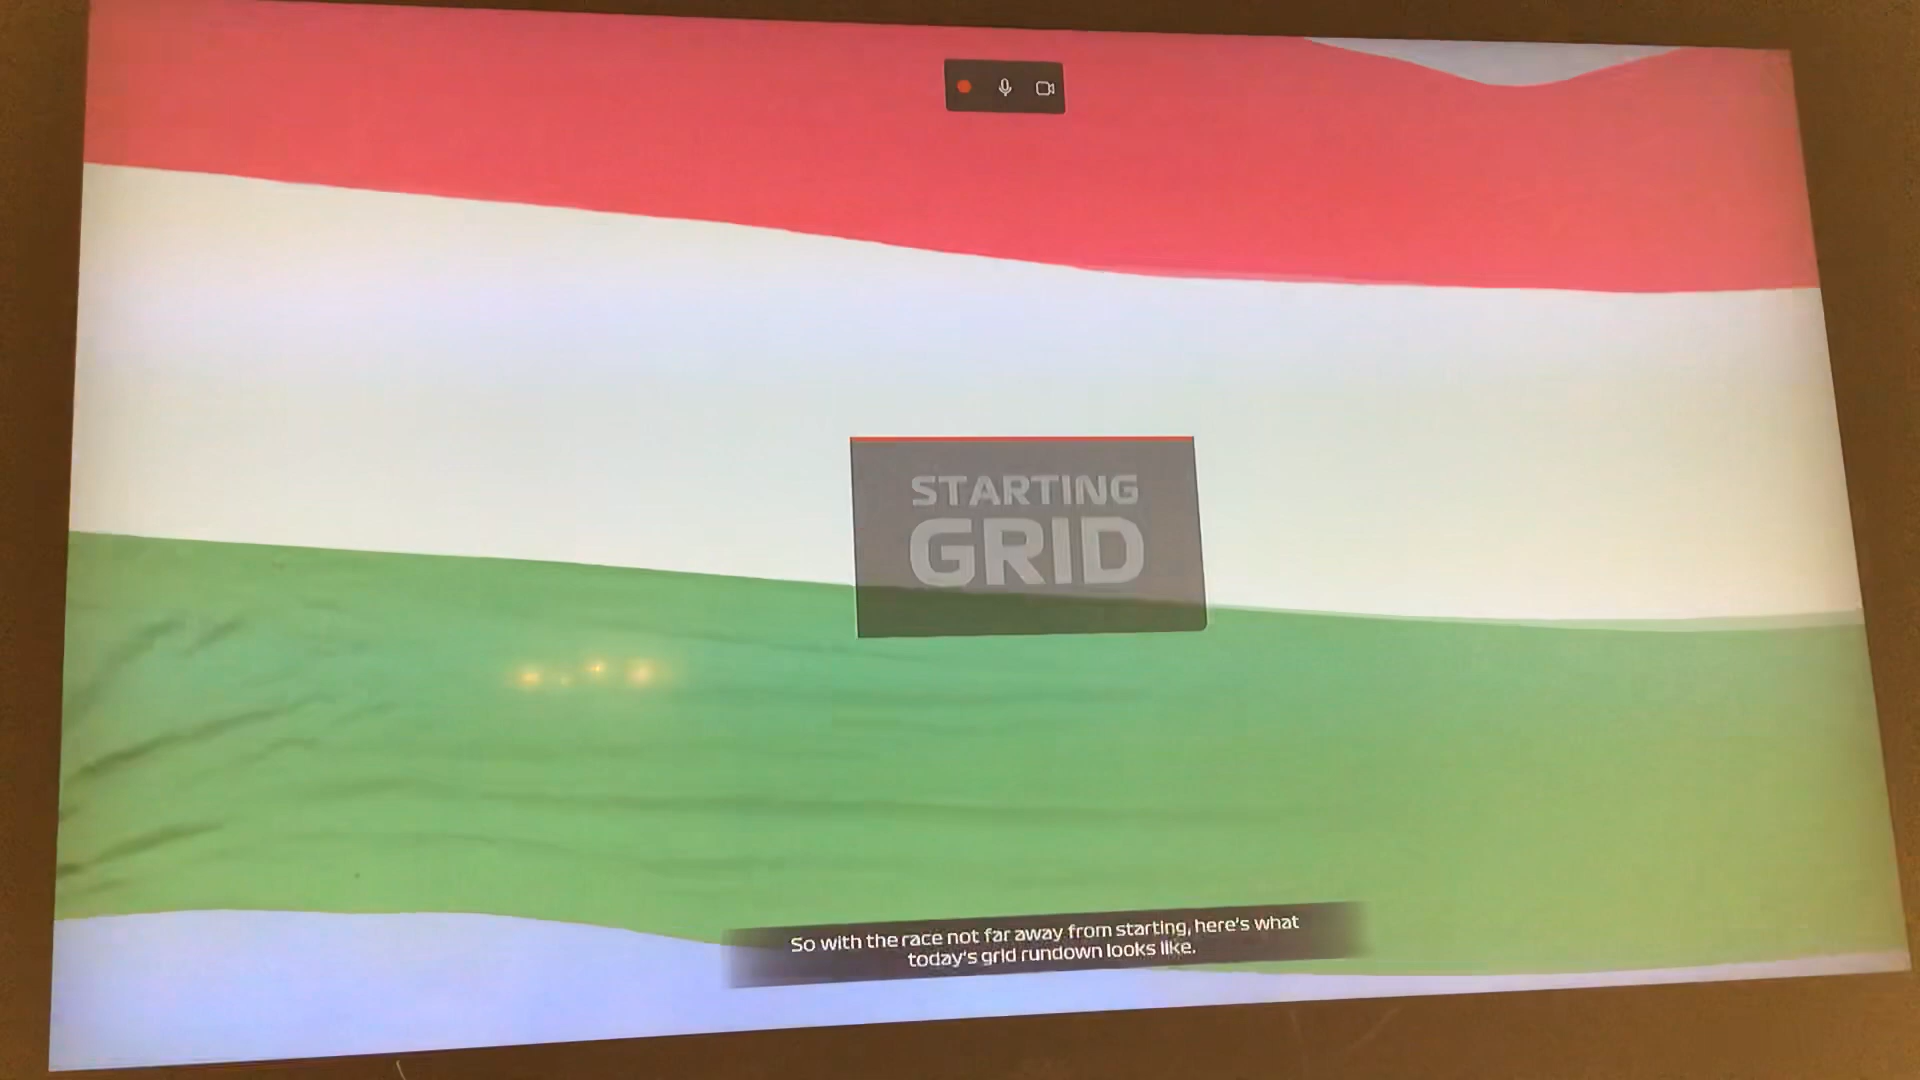 STARTING
GRID
So with the race not far away from starting, here's what
today's grid rundown looks like.